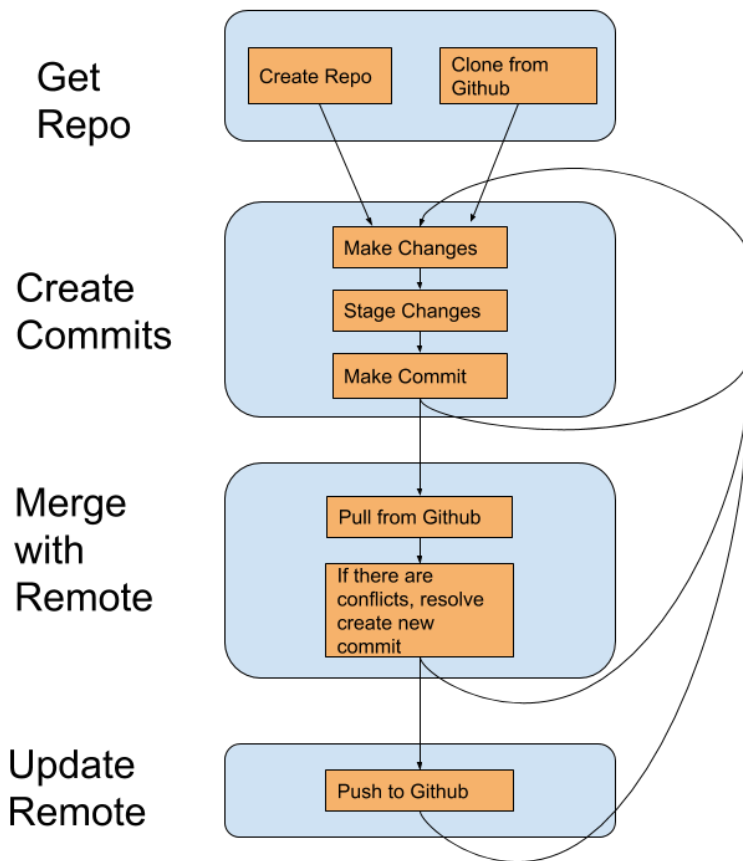 Get
Repo
Create Repo
Clone from
Github
Create
Commits
Make Changes
Stage Changes
Make Commit
Merge
with
Remote
Pull from Github
If there are
conflicts, resolve
create new
commit
Update
Remote
Push to Github